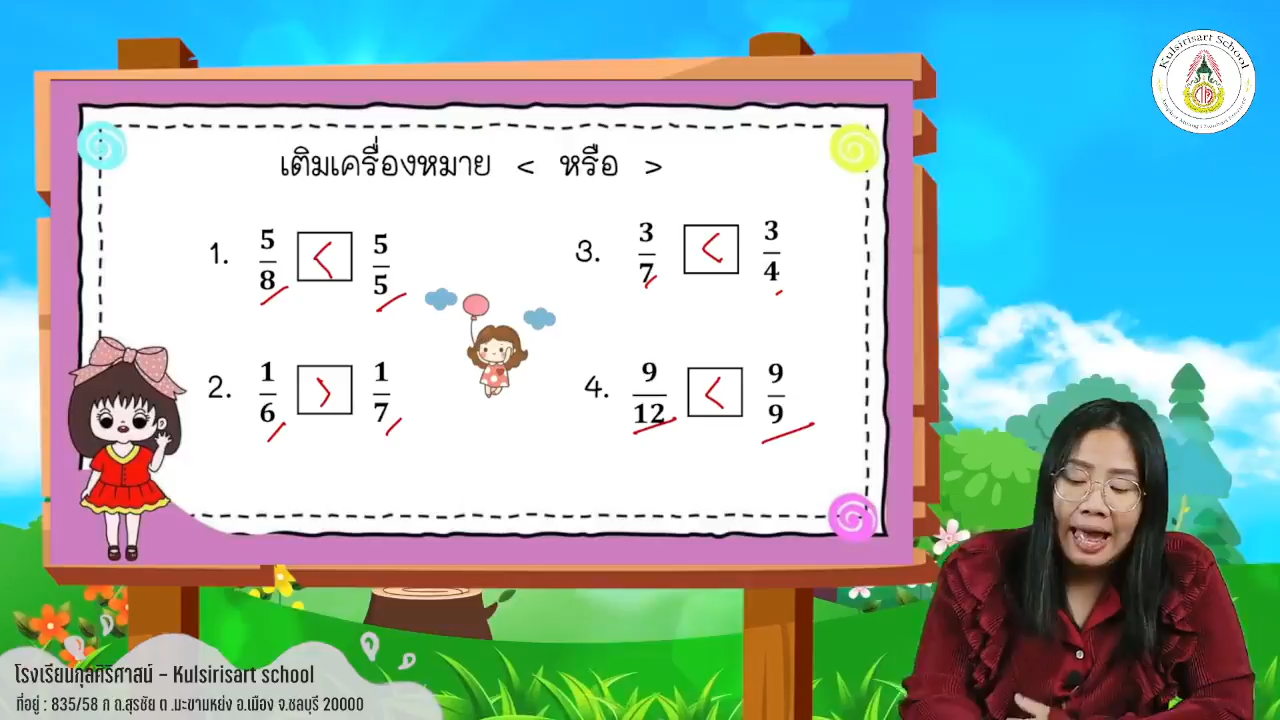 Kulsirisart School
เติมเครื่องหมาย < หรือ >
1. 5/8 < 5/5
3. 3/7 < 3/4
2. 1/6 > 1/7
4. 9/12 < 9/9
โรงเรียนกุลศิริศาสน์ - Kulsirisart school
ที่อยู่ : 835/58 ก ถ.สุรชัย ต .มะขามหย่ง อ.เมือง จ.ชลบุรี 20000